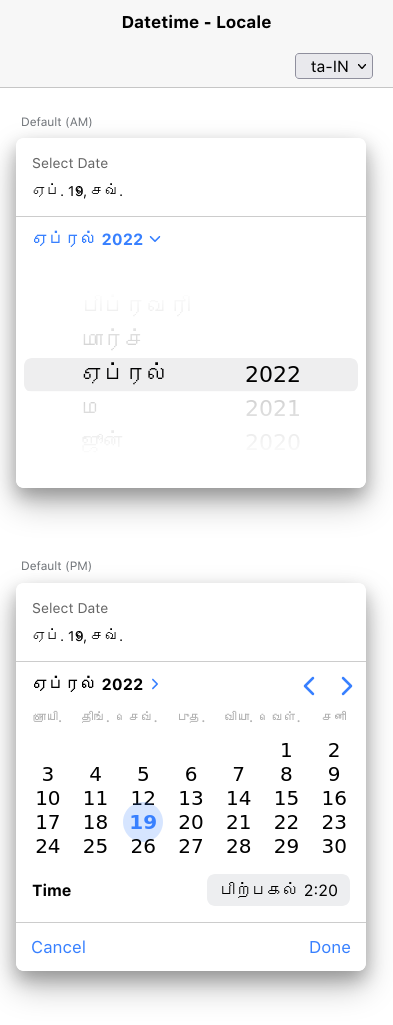 Datetime - Locale
ta-IN
Default (AM)
Select Date
ஏப். 19, சவ்.
ஏப்ரல் 2022
பிப்ரவரி
மார்ச்
ஏப்ரல் 2022
ம 2021
ஜூன் 2020
Default (PM)
Select Date
ஏப். 19, சவ்.
ஏப்ரல் 2022
ஞாயி. திங். செவ். புத. வியா. வெள். சனி
1 2
3 4 5 6 7 8 9
10 11 12 13 14 15 16
17 18 19 20 21 22 23
24 25 26 27 28 29 30
Time பிற்பகல் 2:20
Cancel Done